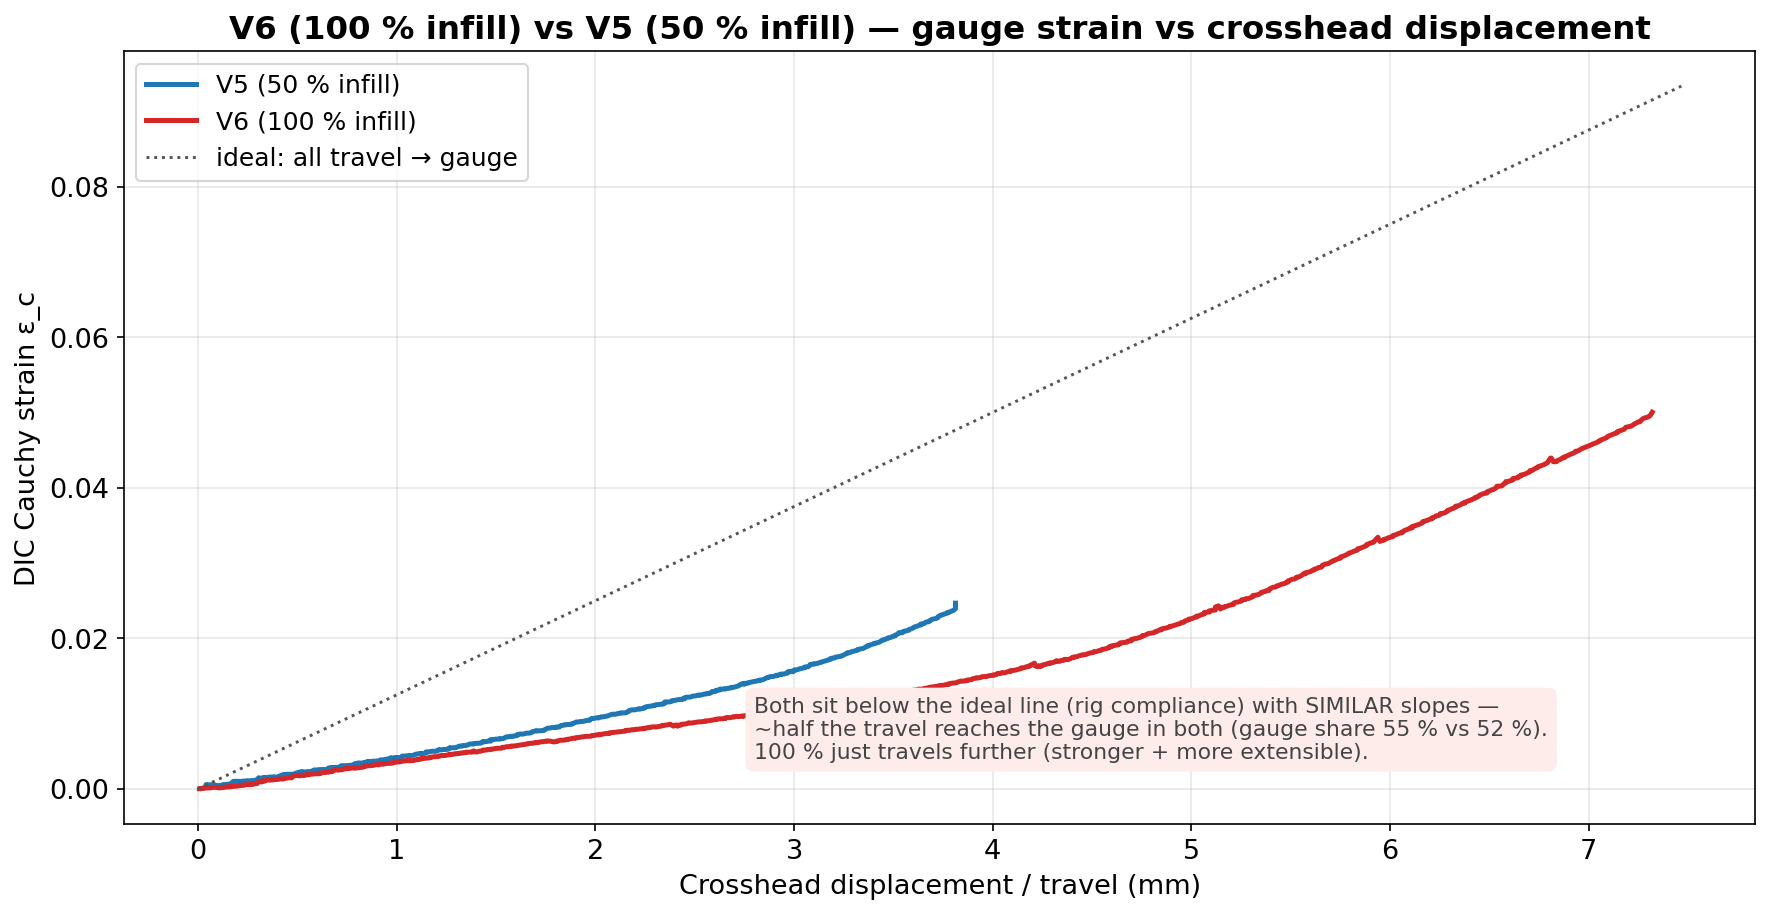 V6 (100 % infill) vs V5 (50 % infill) — gauge strain vs crosshead displacement
V5 (50 % infill)
V6 (100 % infill)
ideal: all travel → gauge
DIC Cauchy strain ε_c
0.08
0.06
0.04
0.02
0.00
Both sit below the ideal line (rig compliance) with SIMILAR slopes —
~half the travel reaches the gauge in both (gauge share 55 % vs 52 %).
100 % just travels further (stronger + more extensible).
0 1 2 3 4 5 6 7
Crosshead displacement / travel (mm)